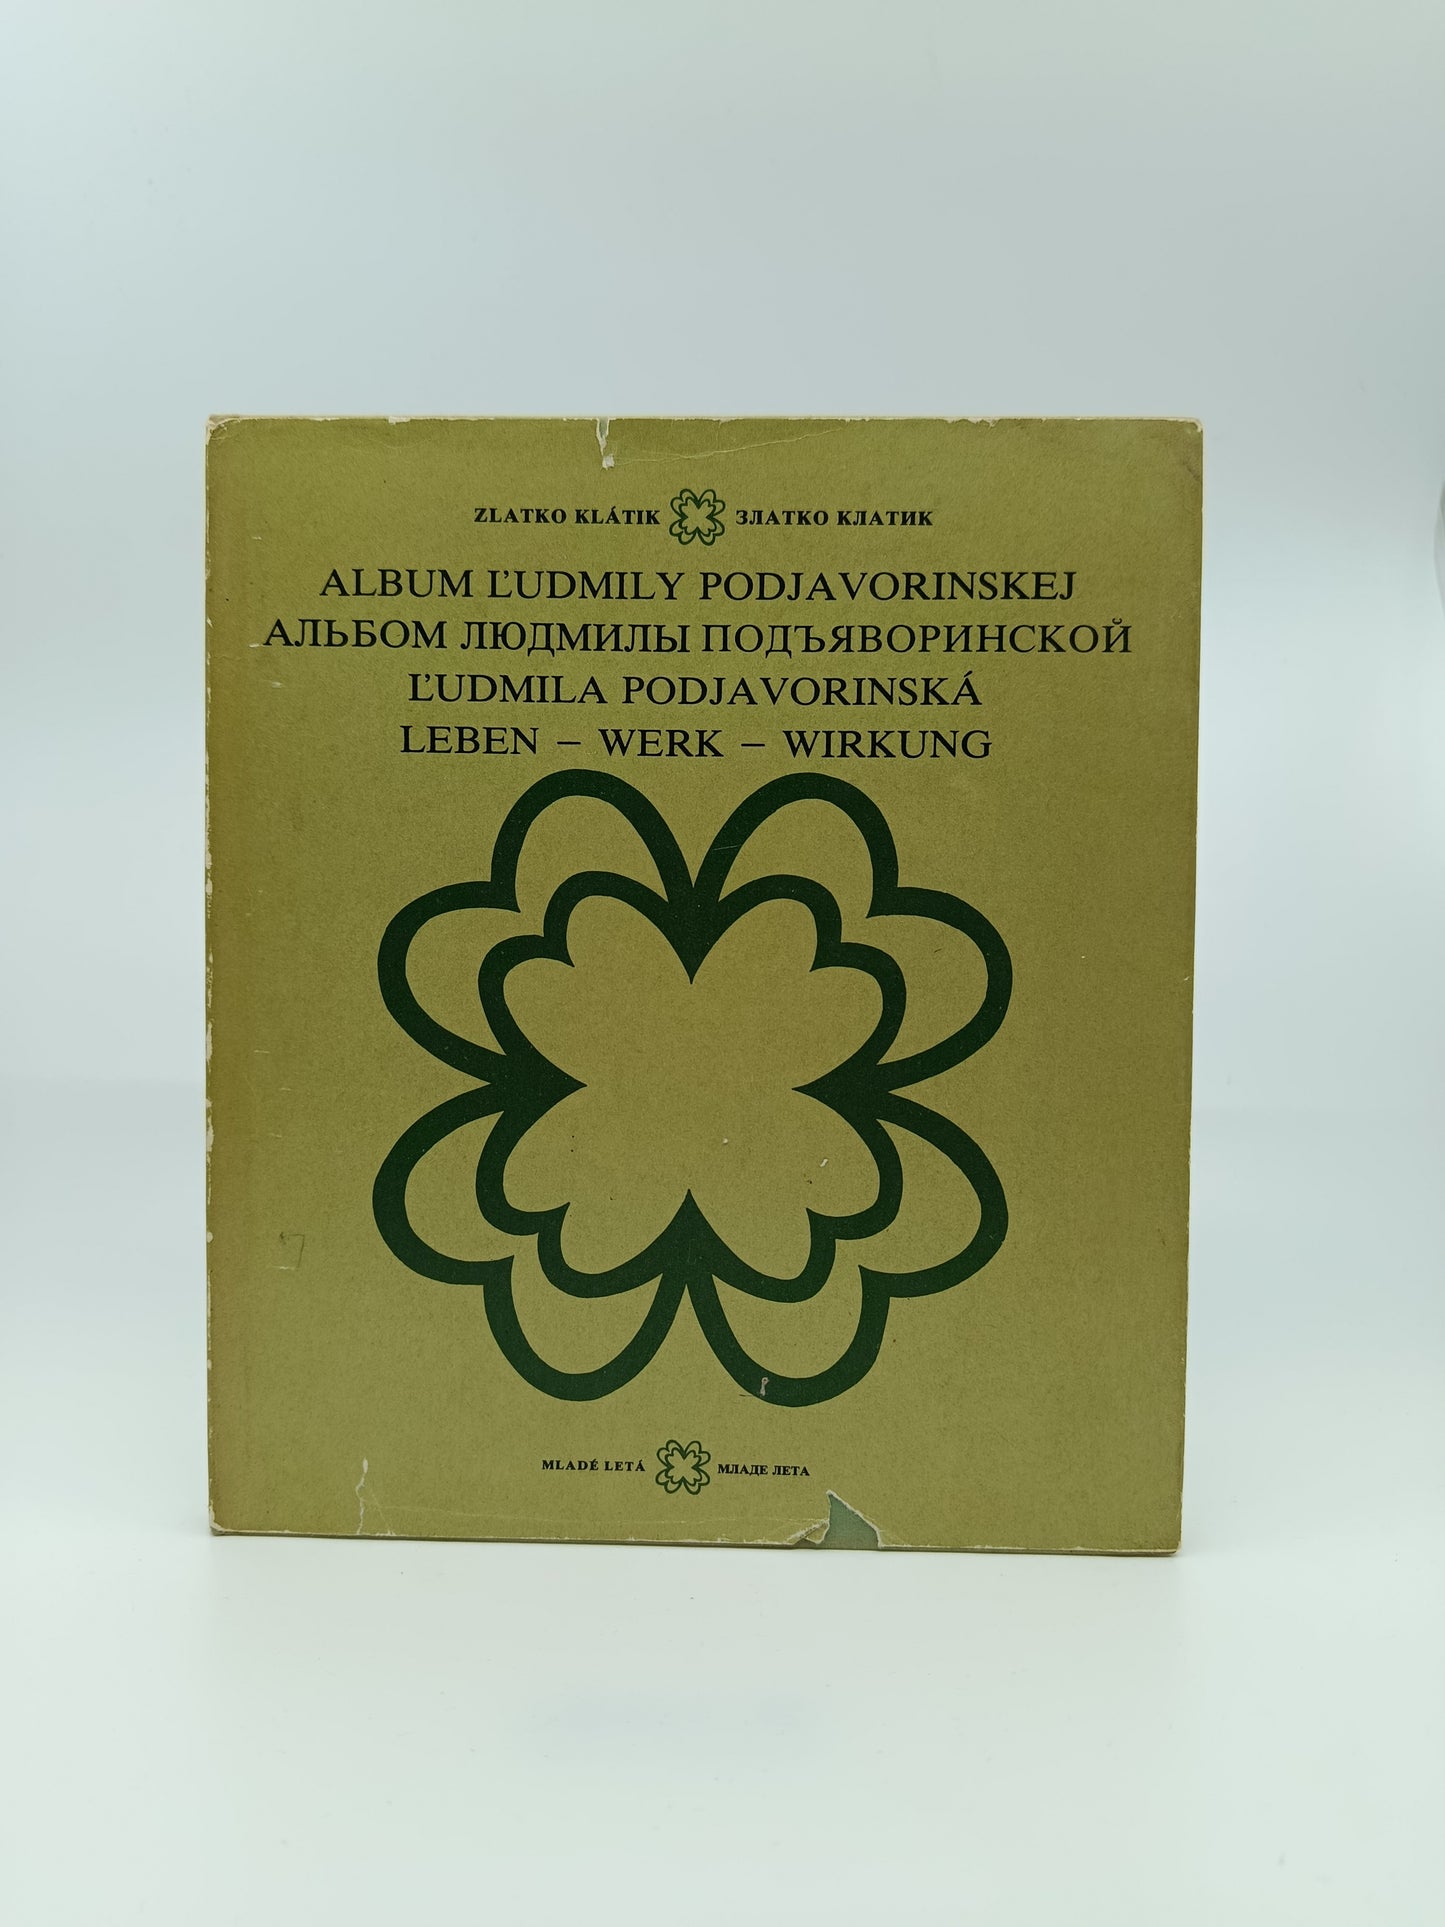 ZLATKO KLÁTIK ЗЛАТКО КЛАТИК
ALBUM ĽUDMILY PODJAVORINSKEJ
АЛЬБОМ ЛЮДМИЛЫ ПОДЪЯВОРИНСКОЙ
ĽUDMILA PODJAVORINSKÁ
LEBEN – WERK – WIRKUNG
MLADÉ LETÁ МЛАДЕ ЛЕТА